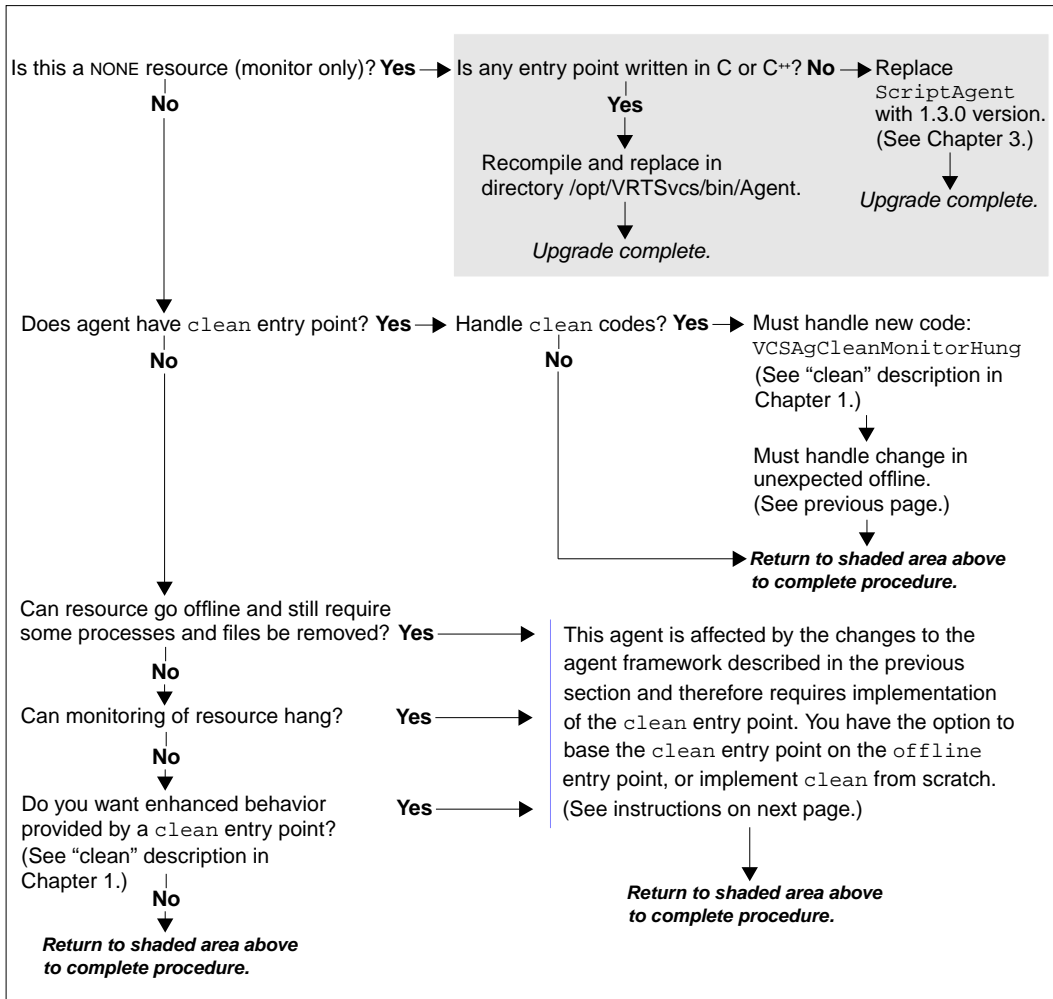 Is this a NONE resource (monitor only)? Yes
Is any entry point written in C or C++? No
Replace
ScriptAgent
with 1.3.0 version.
(See Chapter 3.)
Upgrade complete.
Yes
Recompile and replace in
directory /opt/VRTSvcs/bin/Agent.
Upgrade complete.
No
Does agent have clean entry point? Yes
Handle clean codes? Yes
Must handle new code:
VCSAgCleanMonitorHung
(See “clean” description in
Chapter 1.)
Must handle change in
unexpected offline.
(See previous page.)
No
Return to shaded area above
to complete procedure.
No
Can resource go offline and still require
some processes and files be removed? Yes
No
Can monitoring of resource hang? Yes
No
Do you want enhanced behavior
provided by a clean entry point?
(See “clean” description in
Chapter 1.)
Yes
No
Return to shaded area above
to complete procedure.
This agent is affected by the changes to the
agent framework described in the previous
section and therefore requires implementation
of the clean entry point. You have the option to
base the clean entry point on the offline
entry point, or implement clean from scratch.
(See instructions on next page.)
Return to shaded area above
to complete procedure.